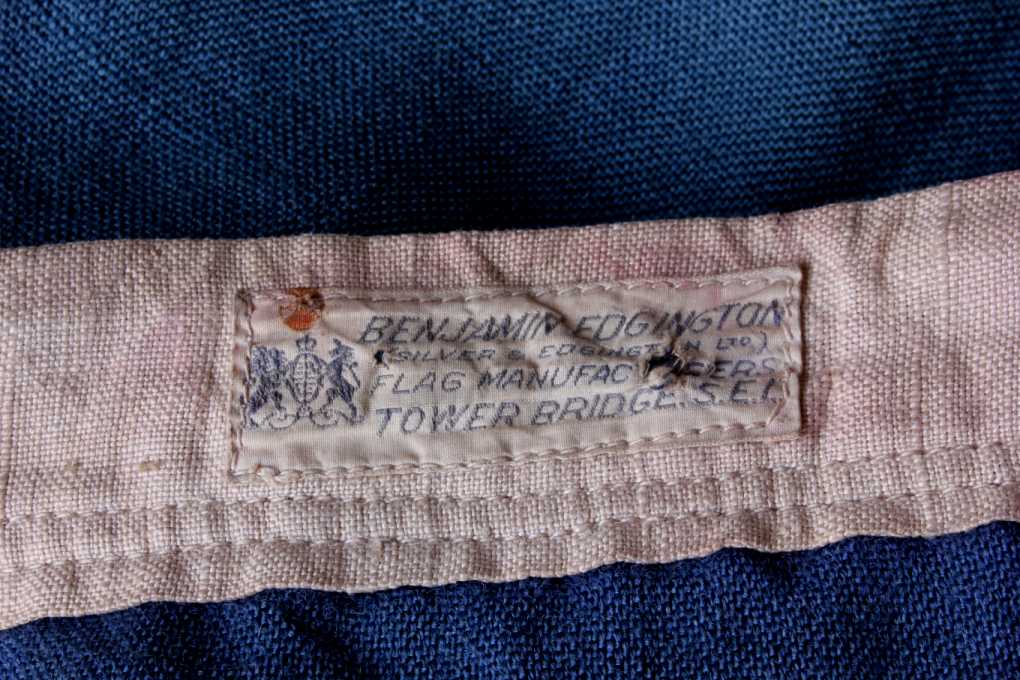 BENJAMIN EDGINGTON
(SILVER & EDGINGTON LTD.)
FLAG MANUFACTURERS
TOWER BRIDGE. S.E.1.